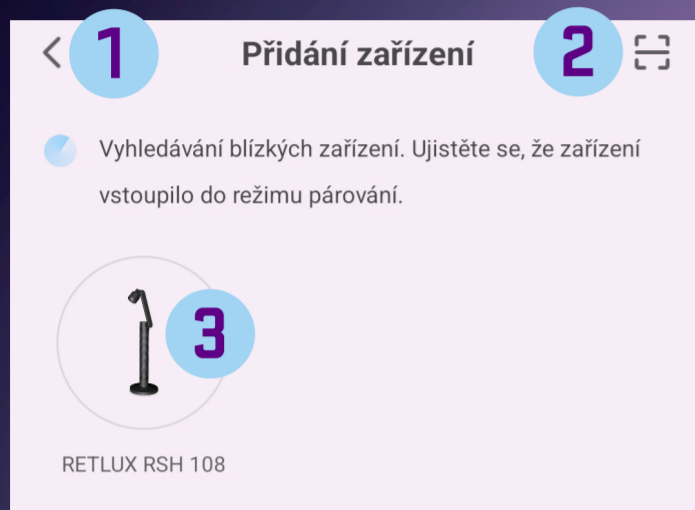 1
Přidání zařízení
2
Vyhledávání blízkých zařízení. Ujistěte se, že zařízení
vstoupilo do režimu párování.
3
RETLUX RSH 108